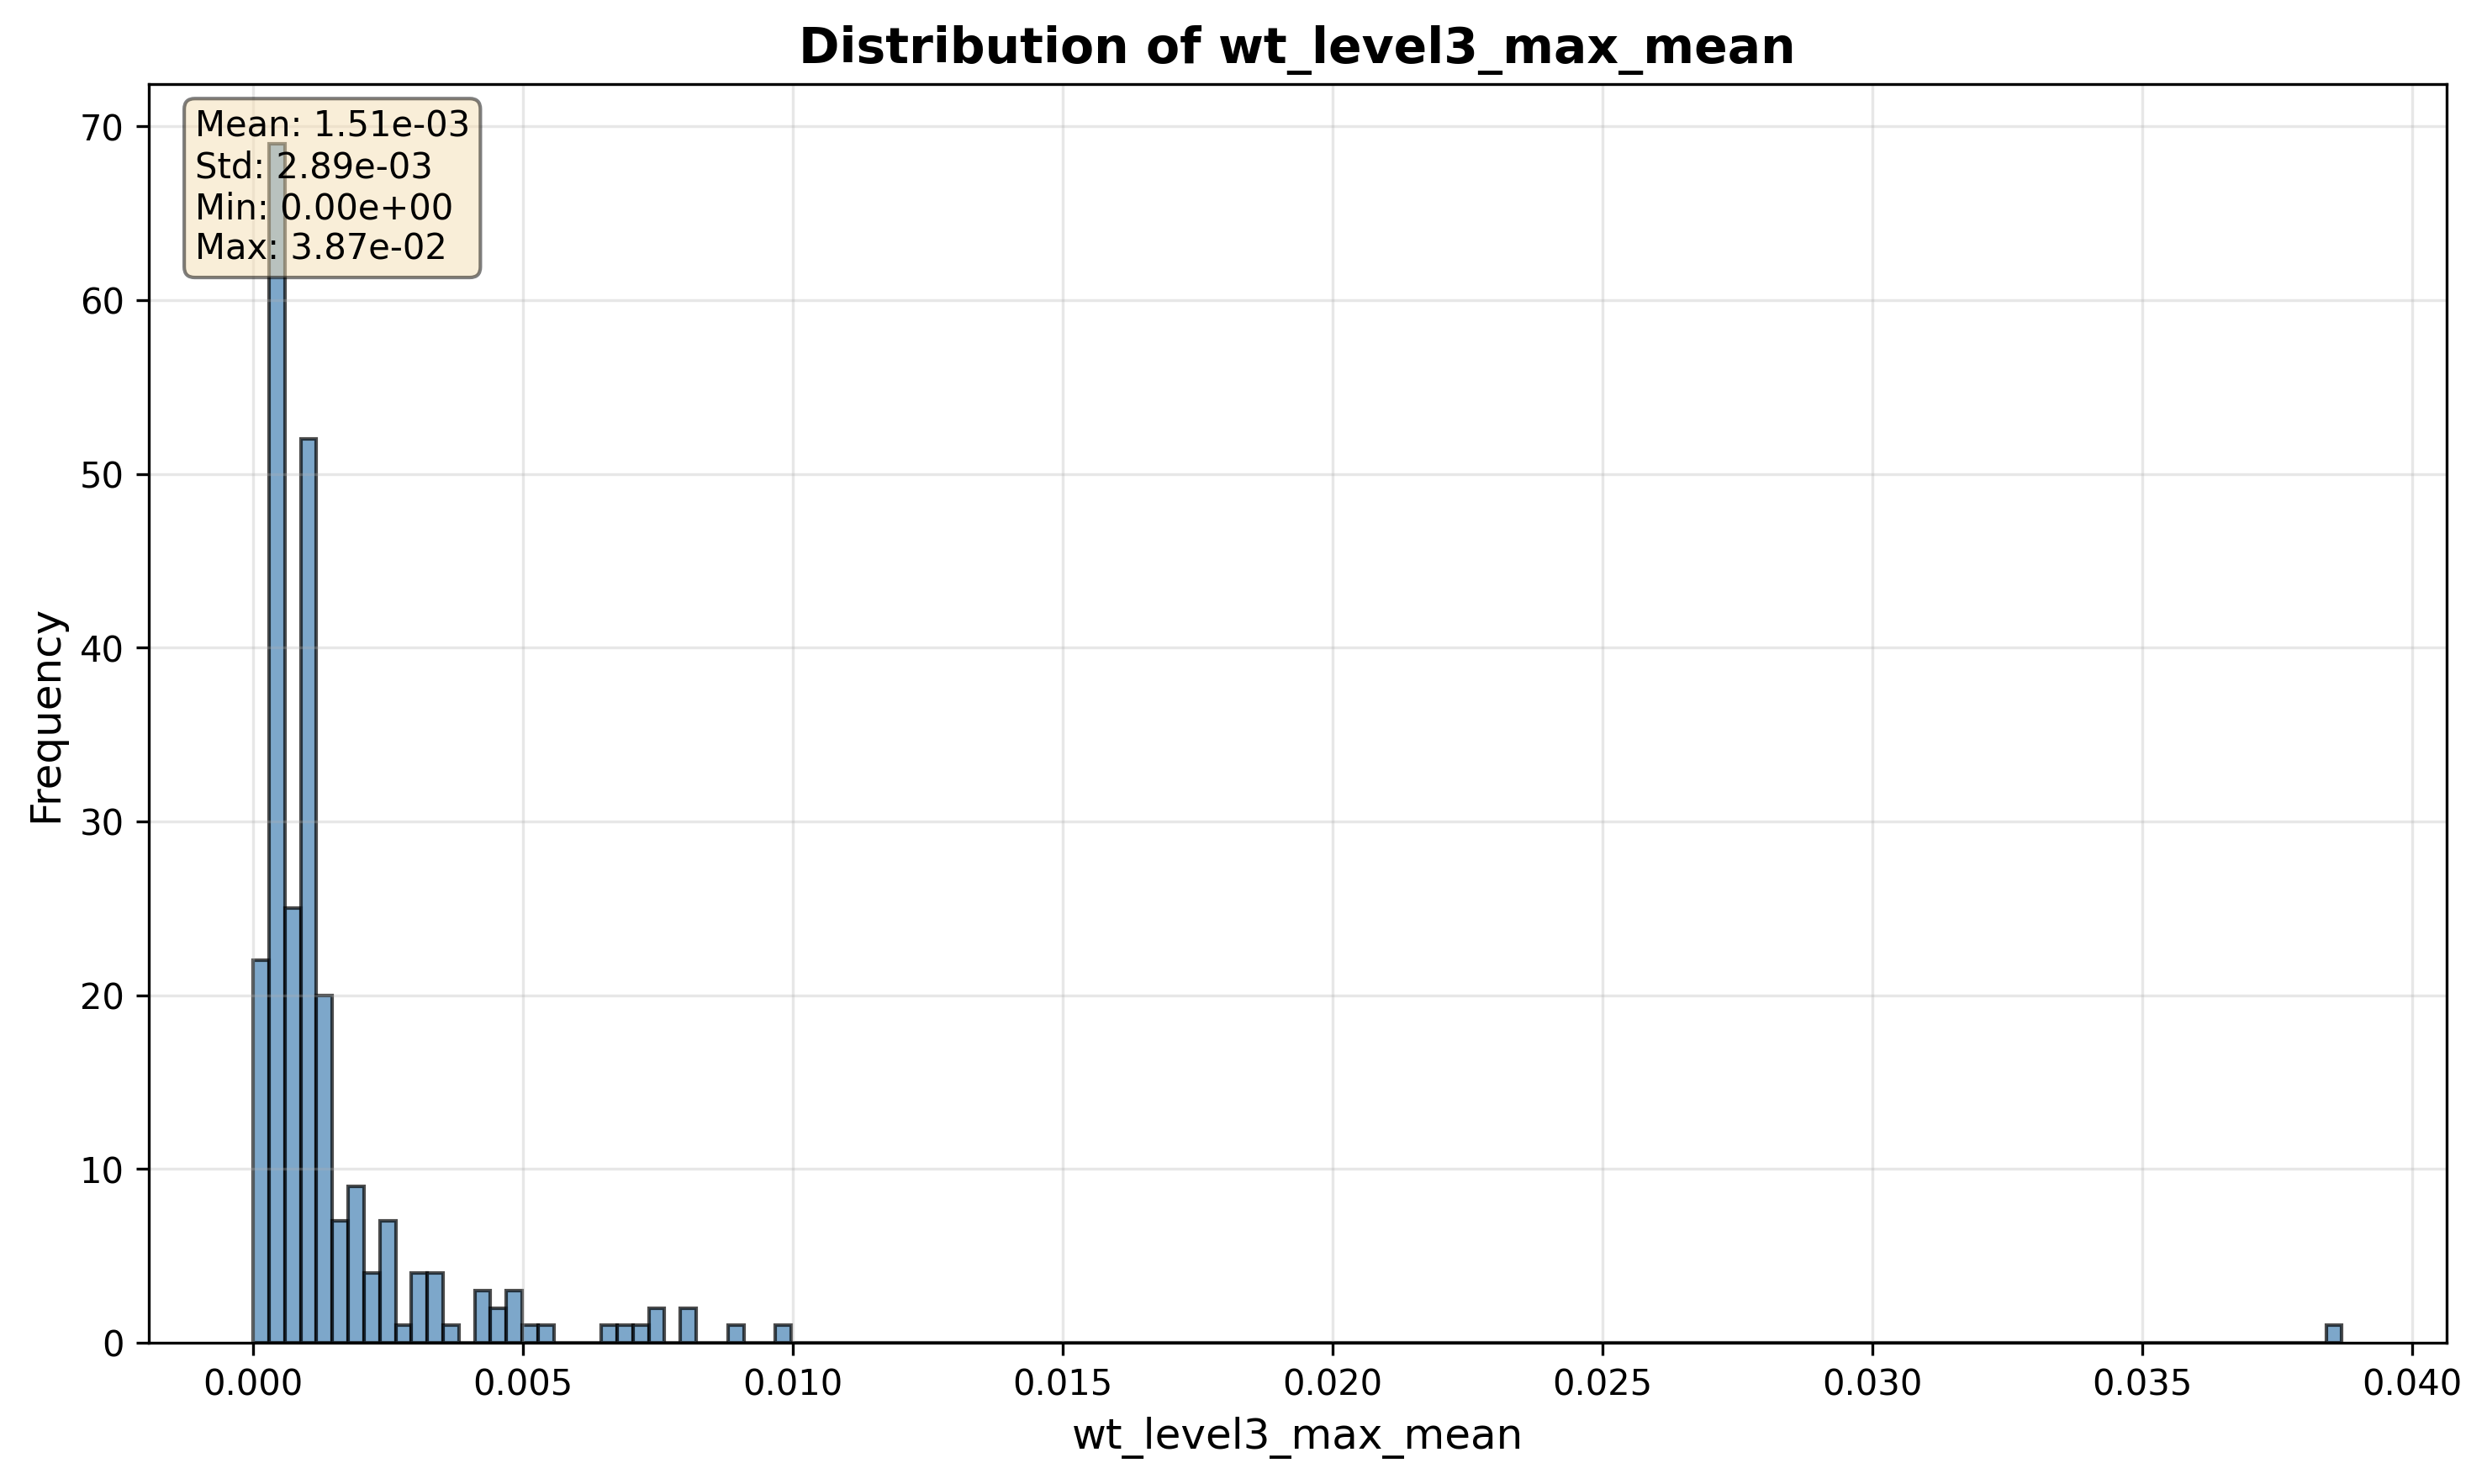 Distribution of wt_level3_max_mean
Mean: 1.51e-03
Std: 2.89e-03
Min: 0.00e+00
Max: 3.87e-02
Frequency
70
60
50
40
30
20
10
0
0.000 0.005 0.010 0.015 0.020 0.025 0.030 0.035 0.040
wt_level3_max_mean